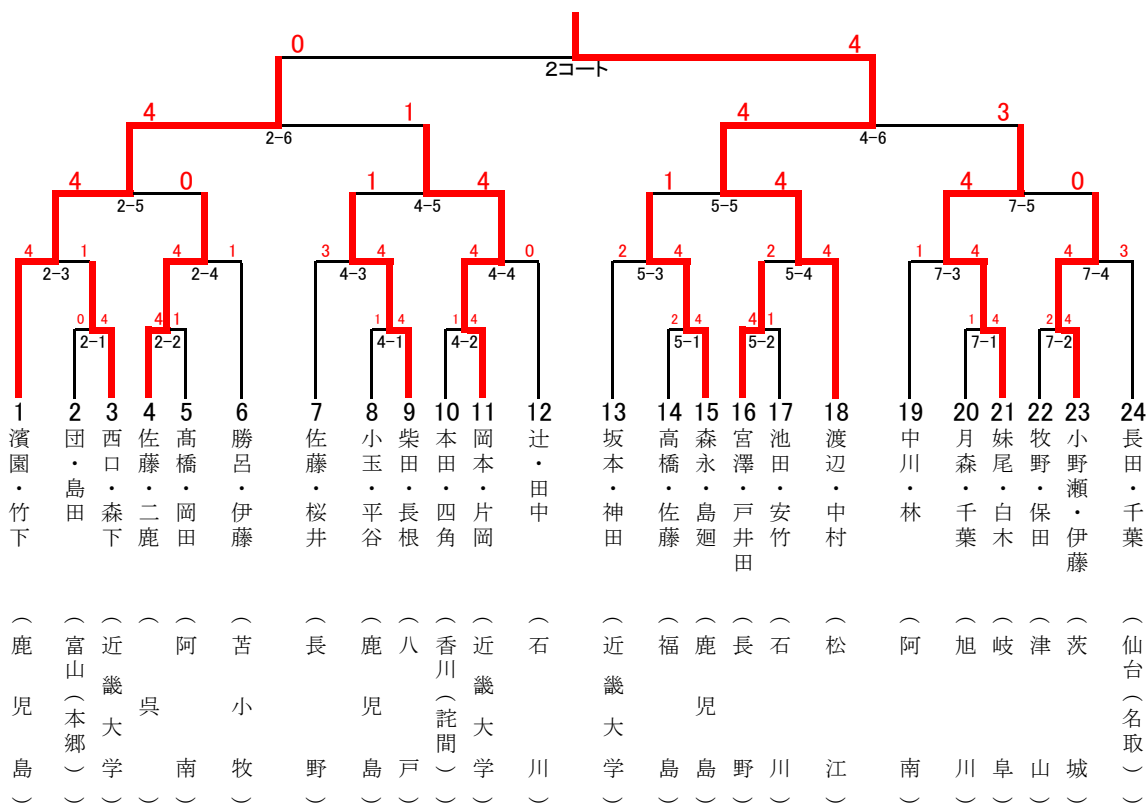 0 4
2コート
4 1 4 3
2-6 4-6
4 0 1 4 1 4 4 0
2-5 4-5 5-5 7-5
4 1 4 1 3 4 4 0 2 4 2 4 1 4 4 3
2-3 2-4 4-3 4-4 5-3 5-4 7-3 7-4
0 4 4 1 1 4 1 4 2 4 4 1 1 4 2 4
2-1 2-2 4-1 4-2 5-1 5-2 7-1 7-2
1 2 3 4 5 6 7 8 9 10 11 12 13 14 15 16 17 18 19 20 21 22 23 24
濱園・竹下
団・島田
西口・森下
佐藤・二鹿
髙橋・岡田
勝呂・伊藤
佐藤・桜井
小玉・平谷
柴田・長根
本田・四角
岡本・片岡
辻・田中
坂本・神田
高橋・佐藤
森永・島廻
宮澤・戸井田
池田・安竹
渡辺・中村
中川・林
月森・千葉
妹尾・白木
牧野・保田
小野瀬・伊藤
長田・千葉
（鹿児島）
（富山（本郷））
（近畿大学）
（呉）
（阿南）
（苫小牧）
（長野）
（鹿児島）
（八戸）
（香川（詫間））
（近畿大学）
（石川）
（近畿大学）
（福島）
（鹿児島）
（長野）
（石川）
（松江）
（阿南）
（旭川）
（岐阜）
（津山）
（茨城）
（仙台（名取））